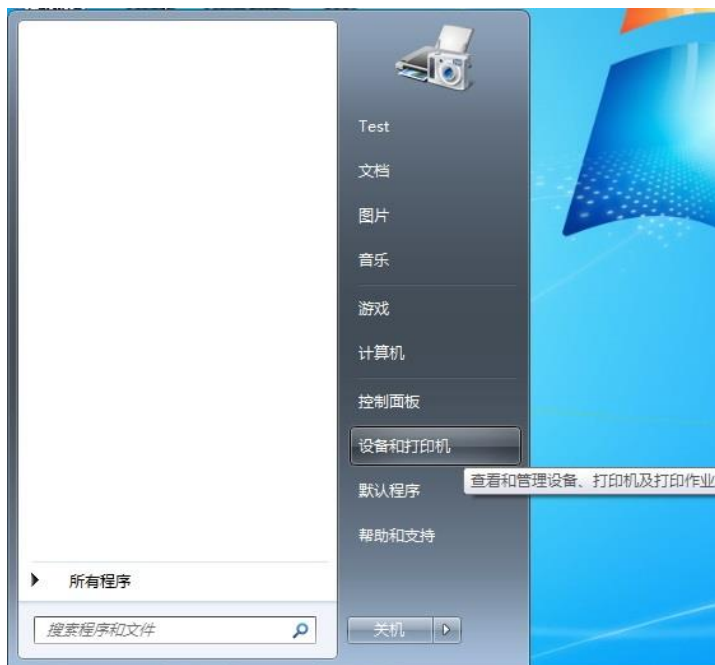 Test
文档
图片
音乐
游戏
计算机
控制面板
设备和打印机
查看和管理设备、打印机及打印作业
默认程序
帮助和支持
所有程序
搜索程序和文件
关机